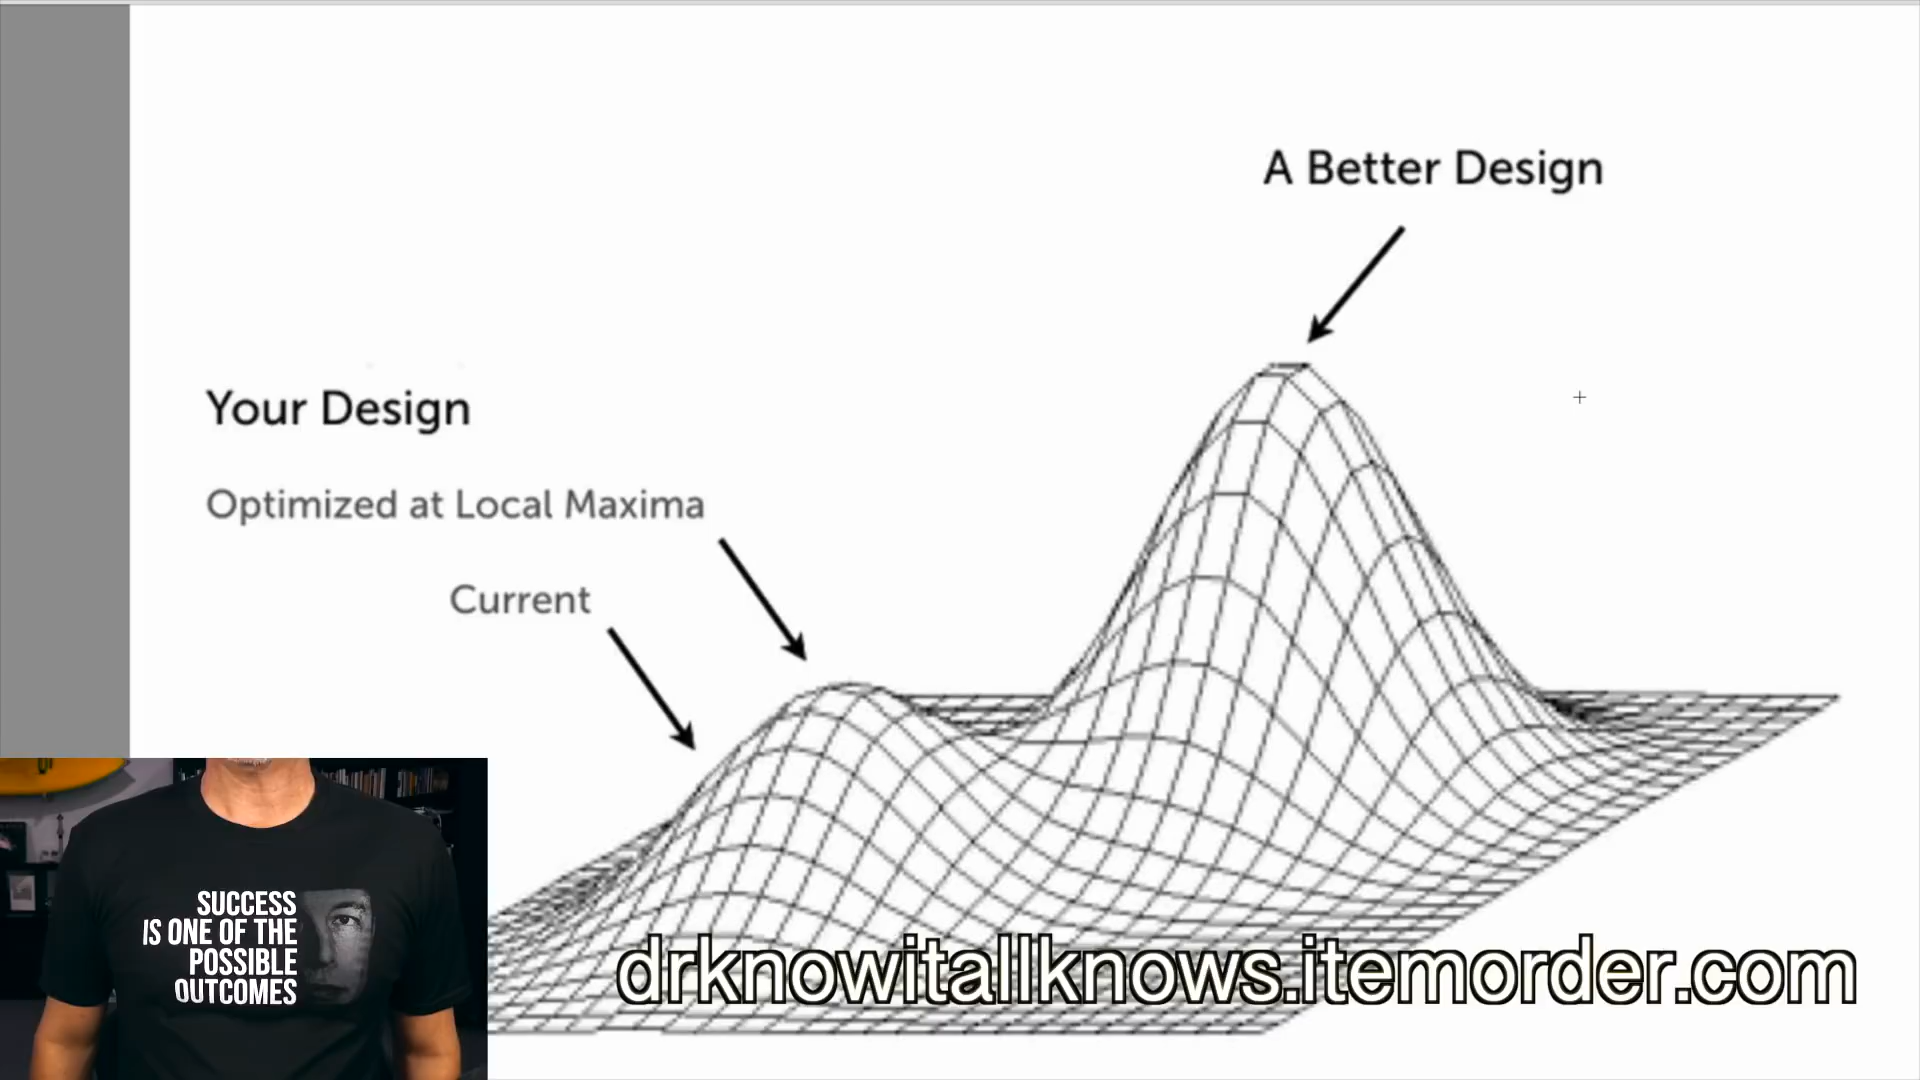 A Better Design
Your Design
Optimized at Local Maxima
Current
SUCCESS
IS ONE OF THE
POSSIBLE
OUTCOMES
drknowitallknows.itemorder.com